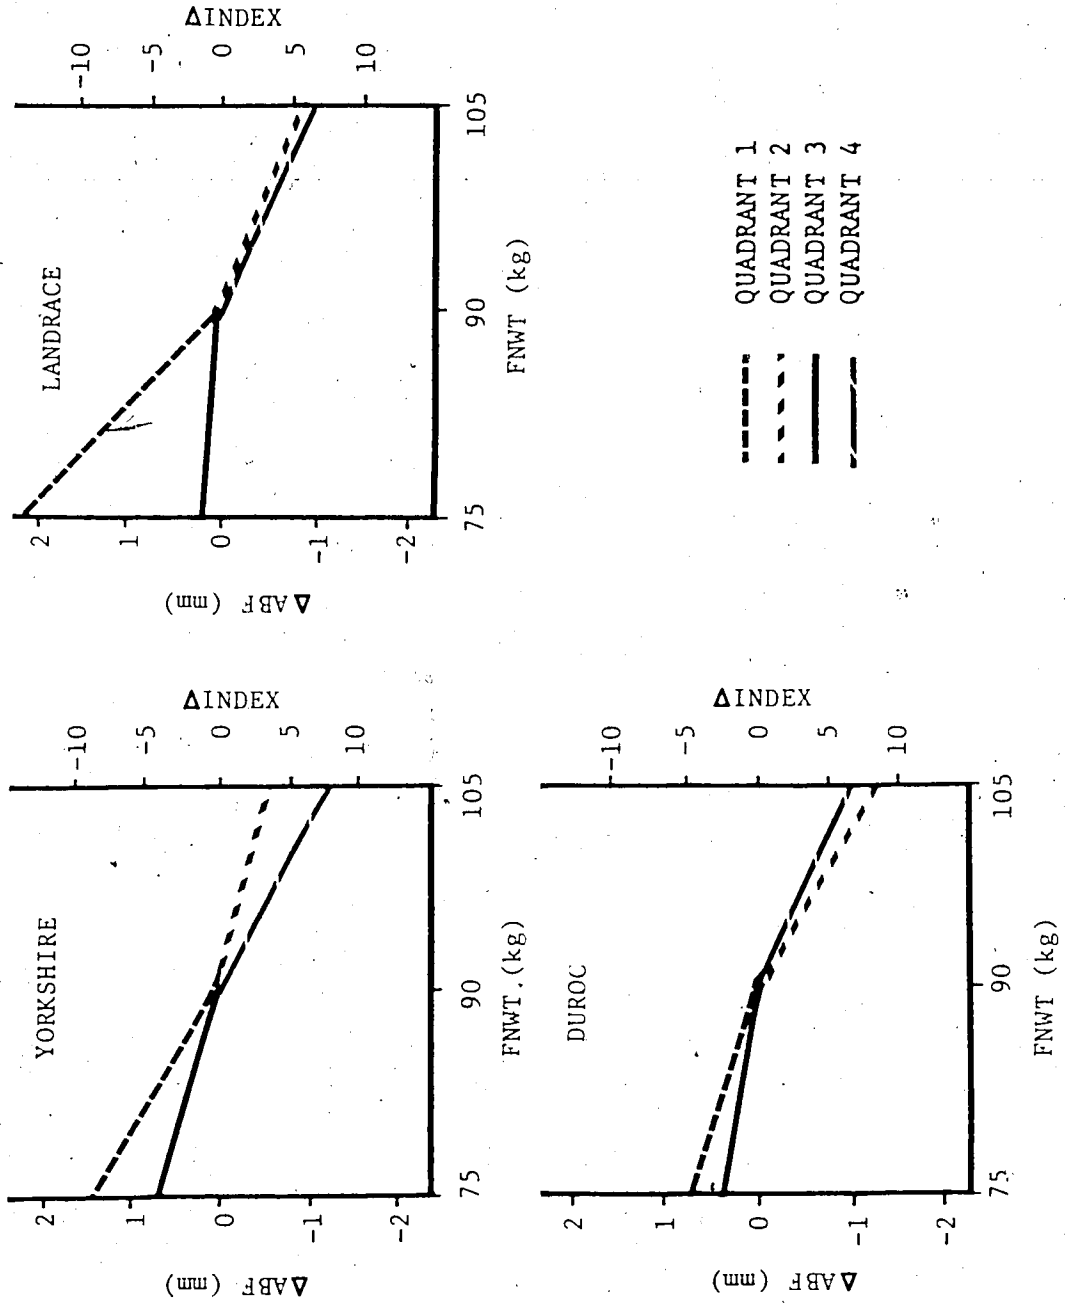 YORKSHIRE
ΔABF (mm)
2
1
0
-1
-2
ΔINDEX
-10
-5
0
5
10
75
90
105
FNWT.(kg)
LANDRACE
ΔABF (mm)
2
1
0
-1
-2
ΔINDEX
-10
-5
0
5
10
75
90
105
FNWT (kg)
DUROC
ΔABF (mm)
2
1
0
-1
-2
ΔINDEX
-10
-5
0
5
10
75
90
105
FNWT (kg)
QUADRANT 1
QUADRANT 2
QUADRANT 3
QUADRANT 4